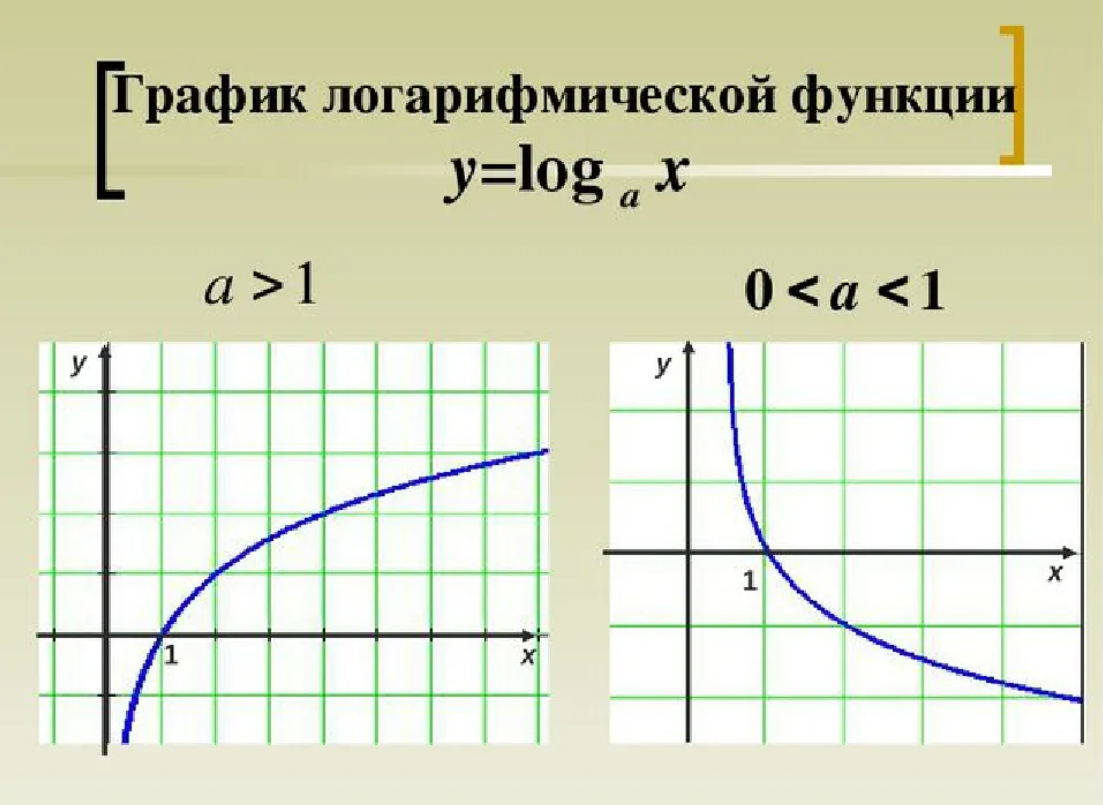 График логарифмической функции
y=log a x
a > 1
0 < a < 1
y
1
x
y
1
x